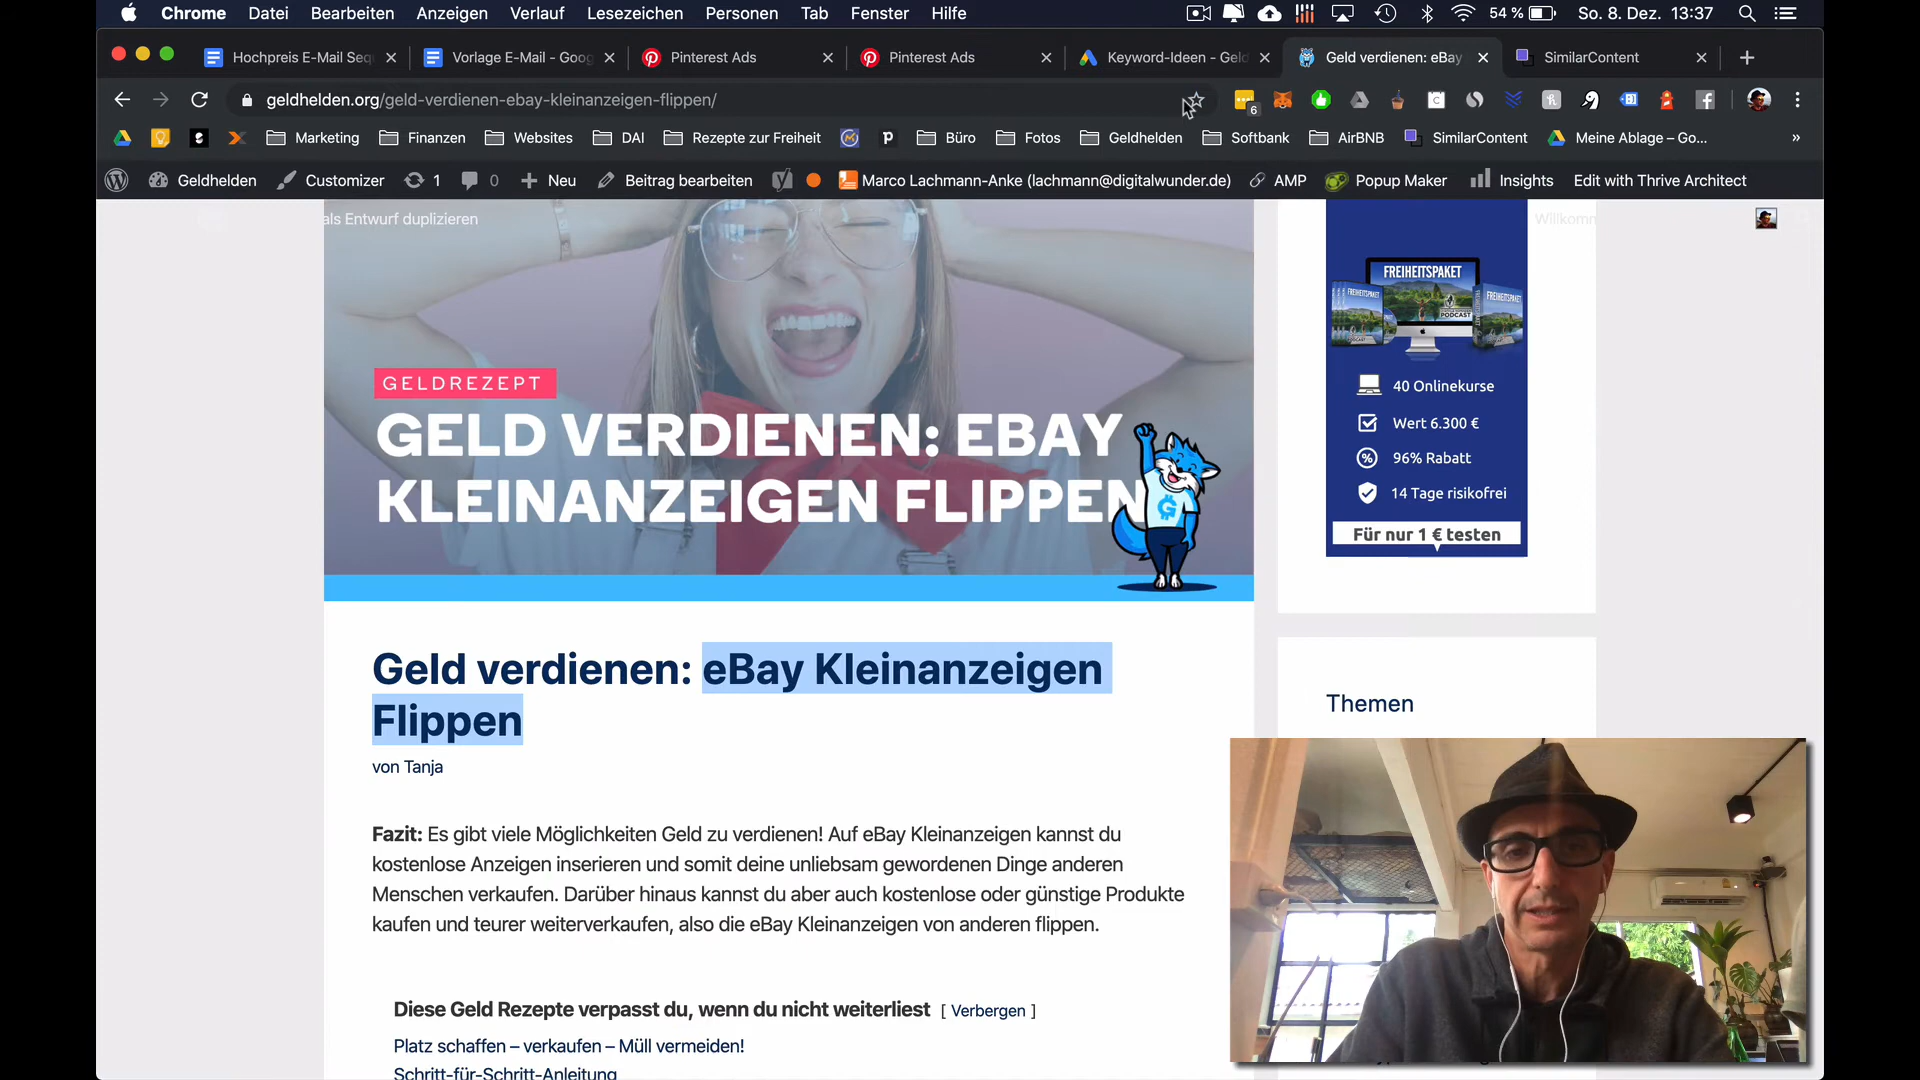 Chrome Datei Bearbeiten Anzeigen Verlauf Lesezeichen Personen Tab Fenster Hilfe 54 % So. 8. Dez. 13:37
Hochpreis E-Mail Seq Vorlage E-Mail - Goog Pinterest Ads Pinterest Ads Keyword-Ideen - Geld Geld verdienen: eBay SimilarContent
geldhelden.org/geld-verdienen-ebay-kleinanzeigen-flippen/ 6
Marketing Finanzen Websites DAI Rezepte zur Freiheit Büro Fotos Geldhelden Softbank AirBNB SimilarContent Meine Ablage – Go... »
Geldhelden Customizer 1 0 Neu Beitrag bearbeiten Marco Lachmann-Anke (lachmann@digitalwunder.de) AMP Popup Maker Insights Edit with Thrive Architect
als Entwurf duplizieren Willkomm
FREIHEITSPAKET
FREIHEITSPAKET FREIHEITSPAKET
PODCAST
GELDREZEPT
GELD VERDIENEN: EBAY
KLEINANZEIGEN FLIPPEN
40 Onlinekurse
Wert 6.300 €
96% Rabatt
14 Tage risikofrei
Für nur 1 € testen
Geld verdienen: eBay Kleinanzeigen
Flippen
von Tanja
Themen
Fazit: Es gibt viele Möglichkeiten Geld zu verdienen! Auf eBay Kleinanzeigen kannst du
kostenlose Anzeigen inserieren und somit deine unliebsam gewordenen Dinge anderen
Menschen verkaufen. Darüber hinaus kannst du aber auch kostenlose oder günstige Produkte
kaufen und teurer weiterverkaufen, also die eBay Kleinanzeigen von anderen flippen.
Diese Geld Rezepte verpasst du, wenn du nicht weiterliest [ Verbergen ]
Platz schaffen – verkaufen – Müll vermeiden!
Schritt-für-Schritt-Anleitung